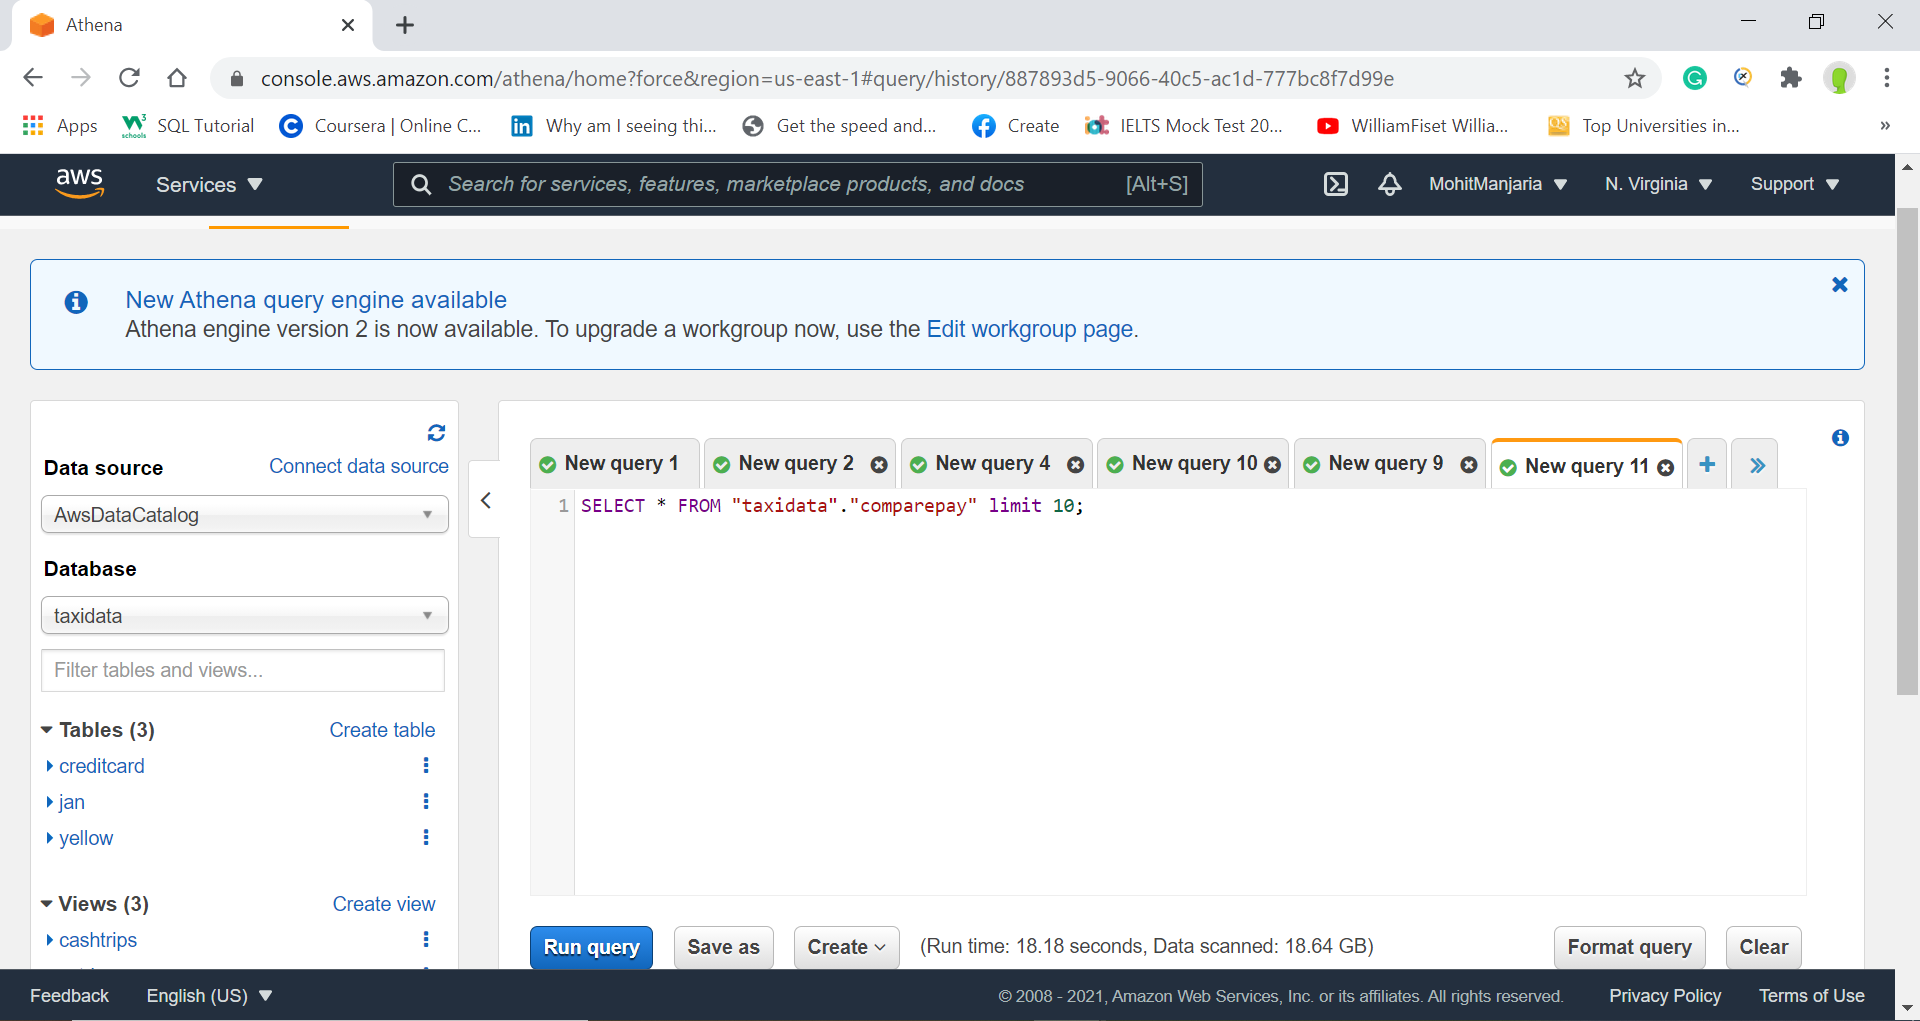 Athena
console.aws.amazon.com/athena/home?force&region=us-east-1#query/history/887893d5-9066-40c5-ac1d-777bc8f7d99e
Apps SQL Tutorial Coursera | Online C... Why am I seeing thi... Get the speed and... Create IELTS Mock Test 20... WilliamFiset Willia... Top Universities in... »
aws Services Search for services, features, marketplace products, and docs [Alt+S] MohitManjaria N. Virginia Support
New Athena query engine available
Athena engine version 2 is now available. To upgrade a workgroup now, use the Edit workgroup page.
Data source Connect data source
AwsDataCatalog
Database
taxidata
Filter tables and views...
Tables (3) Create table
creditcard
jan
yellow
Views (3) Create view
cashtrips
New query 1 New query 2 New query 4 New query 10 New query 9 New query 11 + »
1 SELECT * FROM "taxidata"."comparepay" limit 10;
Run query Save as Create (Run time: 18.18 seconds, Data scanned: 18.64 GB) Format query Clear
Feedback English (US) © 2008 - 2021, Amazon Web Services, Inc. or its affiliates. All rights reserved. Privacy Policy Terms of Use